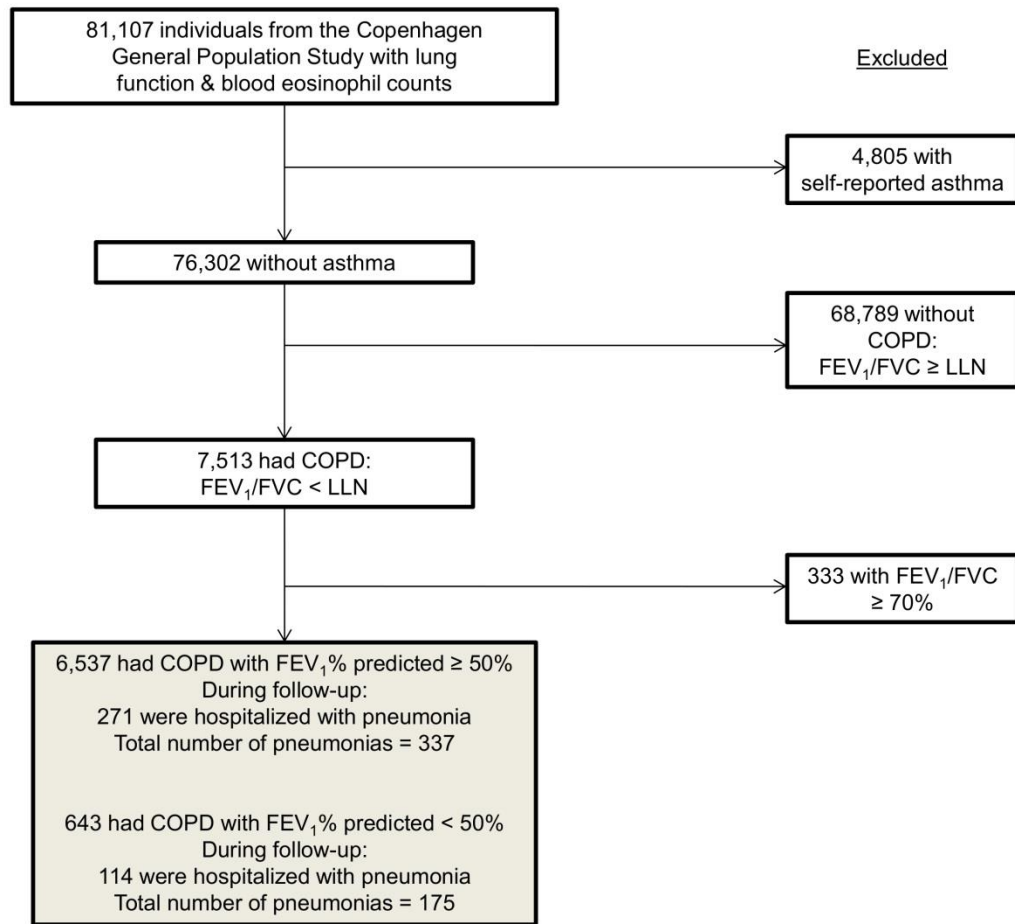 81,107 individuals from the Copenhagen
General Population Study with lung
function & blood eosinophil counts
Excluded
4,805 with
self-reported asthma
76,302 without asthma
68,789 without
COPD:
FEV₁/FVC ≥ LLN
7,513 had COPD:
FEV₁/FVC < LLN
333 with FEV₁/FVC
≥ 70%
6,537 had COPD with FEV₁% predicted ≥ 50%
During follow-up:
271 were hospitalized with pneumonia
Total number of pneumonias = 337
643 had COPD with FEV₁% predicted < 50%
During follow-up:
114 were hospitalized with pneumonia
Total number of pneumonias = 175